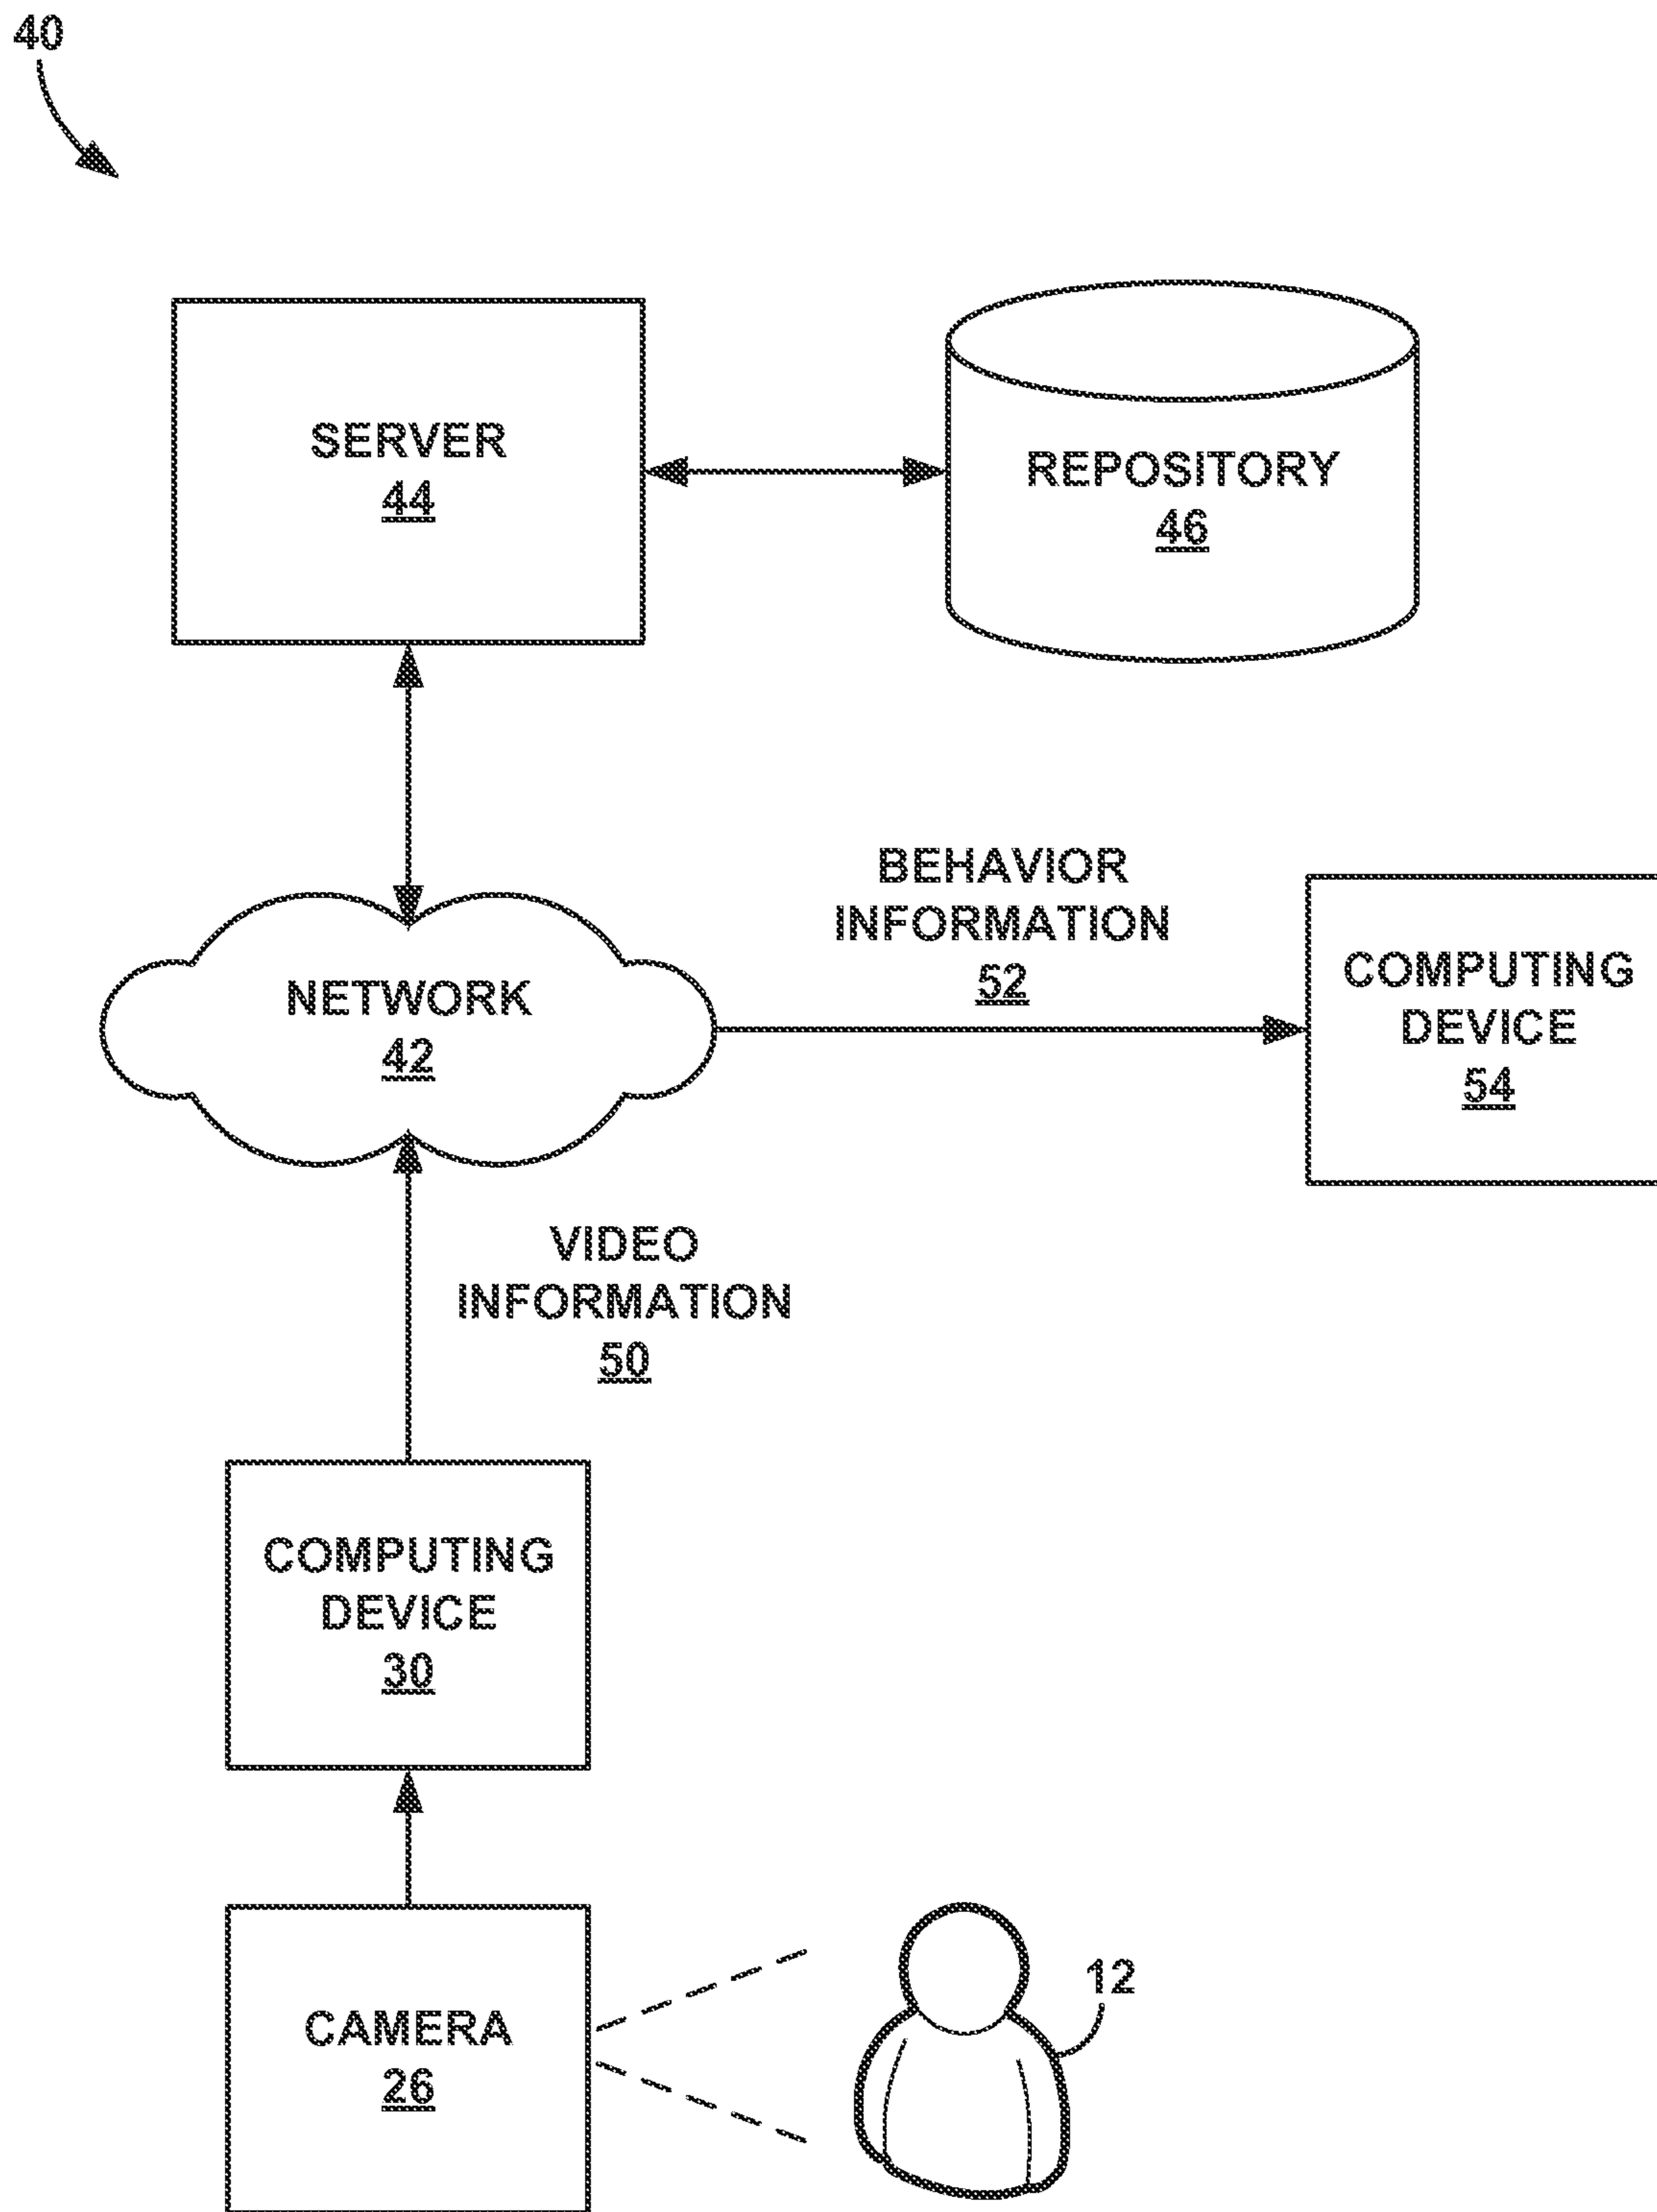 40
SERVER
44
REPOSITORY
46
BEHAVIOR
INFORMATION
52
COMPUTING
DEVICE
54
NETWORK
42
VIDEO
INFORMATION
50
COMPUTING
DEVICE
30
CAMERA
26
12